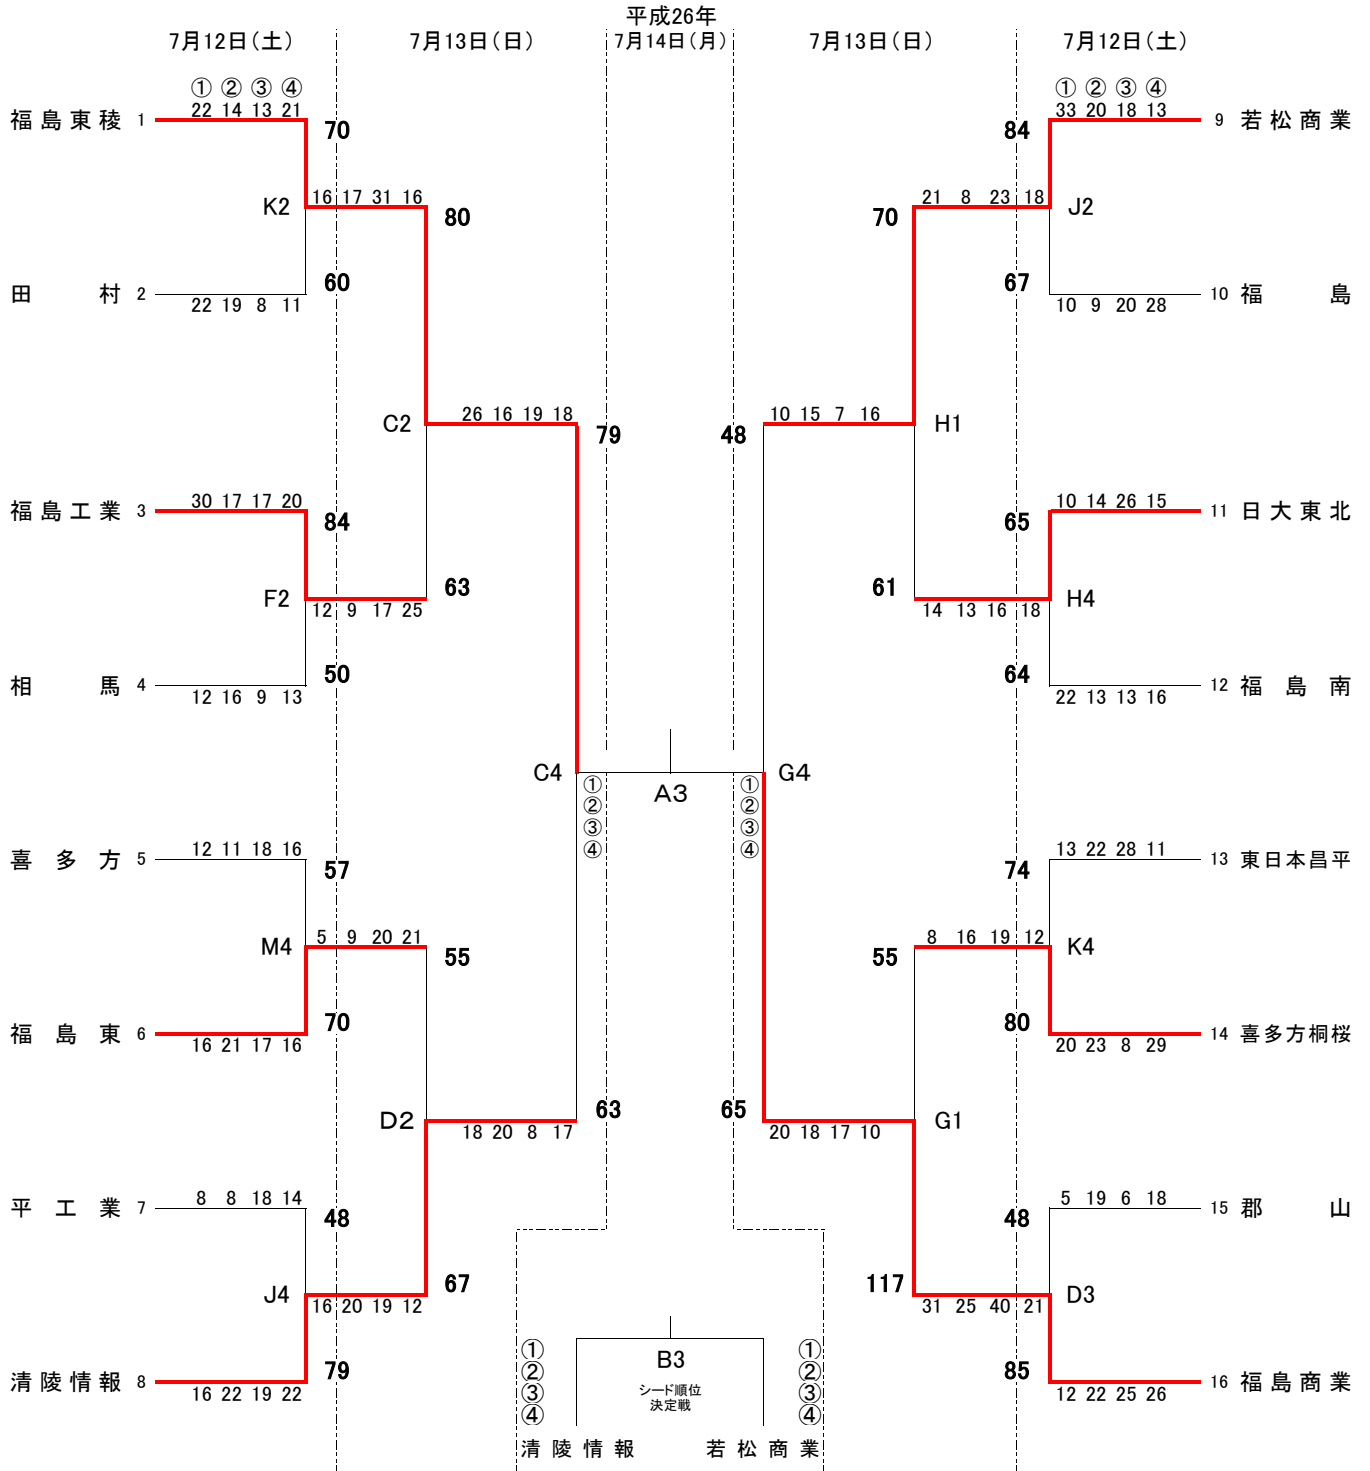 平成26年
7月12日(土) 7月13日(日) 7月14日(月) 7月13日(日) 7月12日(土)
① ② ③ ④ ① ② ③ ④
福島東稜 1 22 14 13 21 70 84 33 20 18 13 9 若松商業
K2 16 17 31 16 80 70 21 8 23 18 J2
田村 2 22 19 8 11 60 67 10 9 20 28 10 福島
C2 26 16 19 18 79 48 10 15 7 16 H1
福島工業 3 30 17 17 20 84 65 10 14 26 15 11 日大東北
F2 12 9 17 25 63 61 14 13 16 18 H4
相馬 4 12 16 9 13 50 64 22 13 13 16 12 福島南
C4 A3 G4
① ①
② ②
③ ③
④ ④
喜多方 5 12 11 18 16 57 74 13 22 28 11 13 東日本昌平
M4 5 9 20 21 55 55 8 16 19 12 K4
福島東 6 16 21 17 16 70 80 20 23 8 29 14 喜多方桐桜
D2 18 20 8 17 63 65 20 18 17 10 G1
平工業 7 8 8 18 14 48 48 5 19 6 18 15 郡山
J4 16 20 19 12 67 117 31 25 40 21 D3
清陵情報 8 16 22 19 22 79 85 12 22 25 26 16 福島商業
① B3 ①
② シード順位 ②
③ 決定戦 ③
④ ④
清陵情報 若松商業